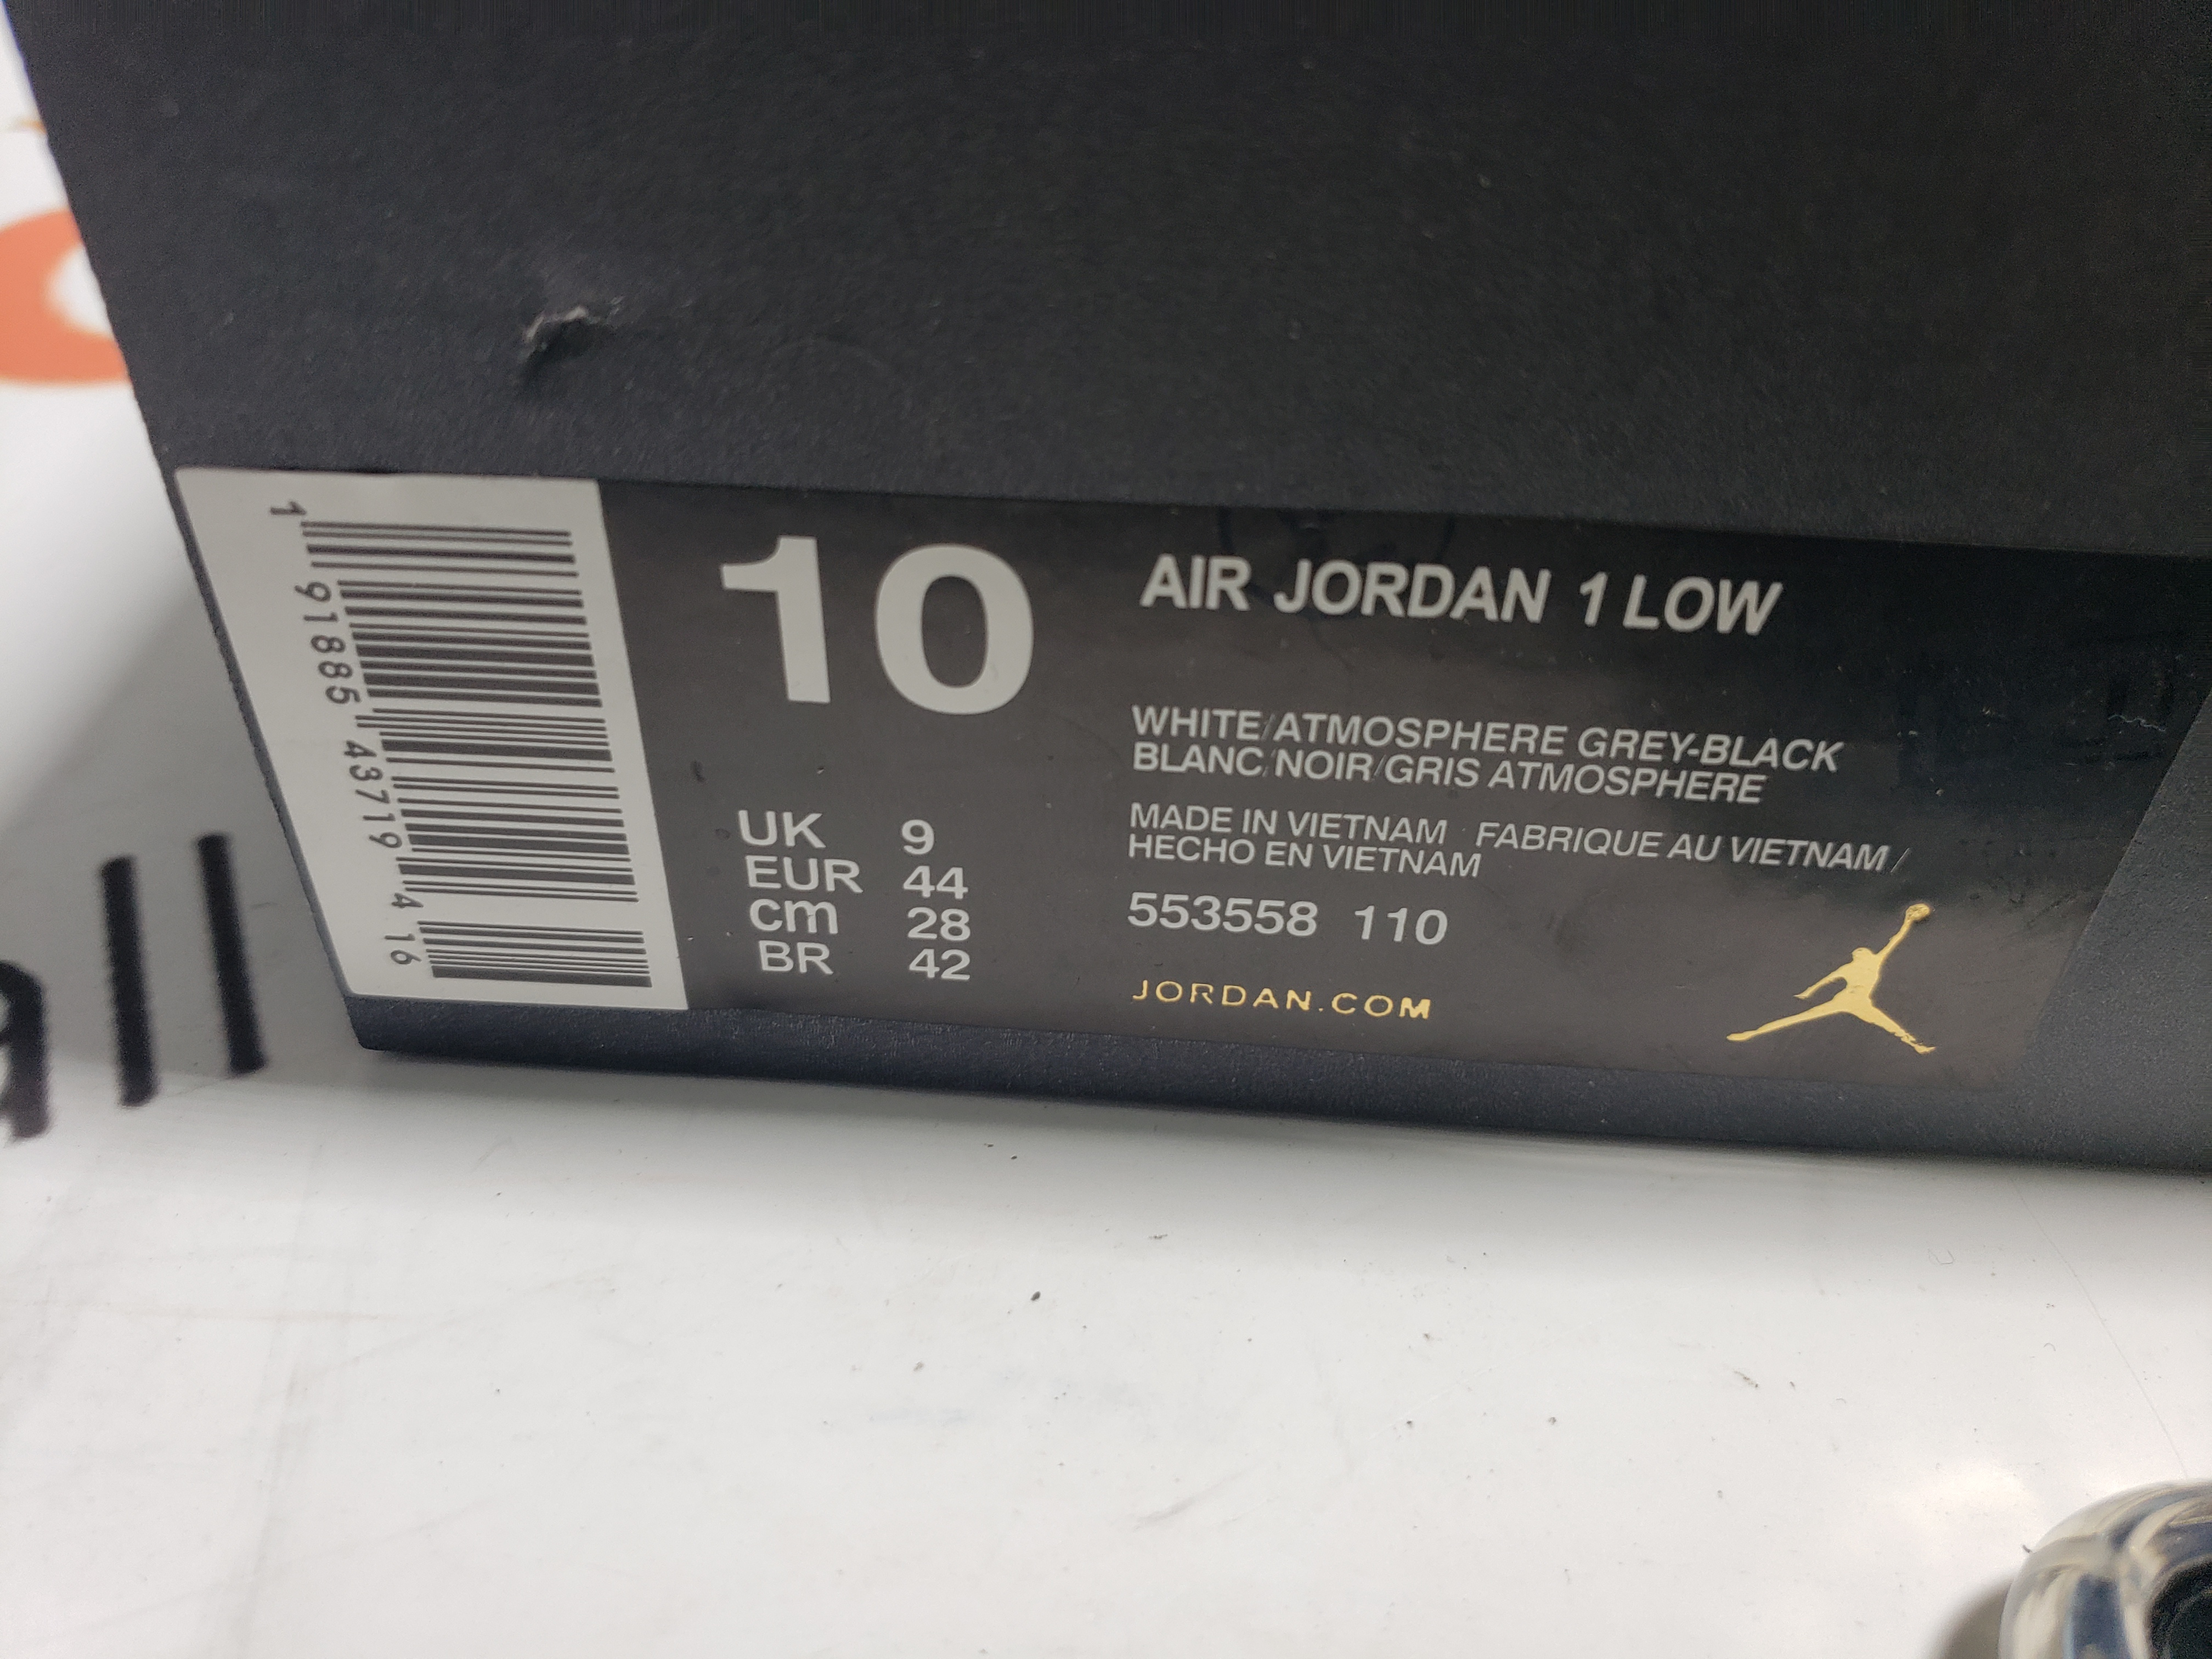 1 91885 43719 4 16
10
AIR JORDAN 1 LOW
WHITE/ATMOSPHERE GREY-BLACK
BLANC/NOIR/GRIS ATMOSPHERE
MADE IN VIETNAM FABRIQUE AU VIETNAM /
HECHO EN VIETNAM
UK 9
EUR 44
cm 28
BR 42
553558 110
JORDAN.COM
all